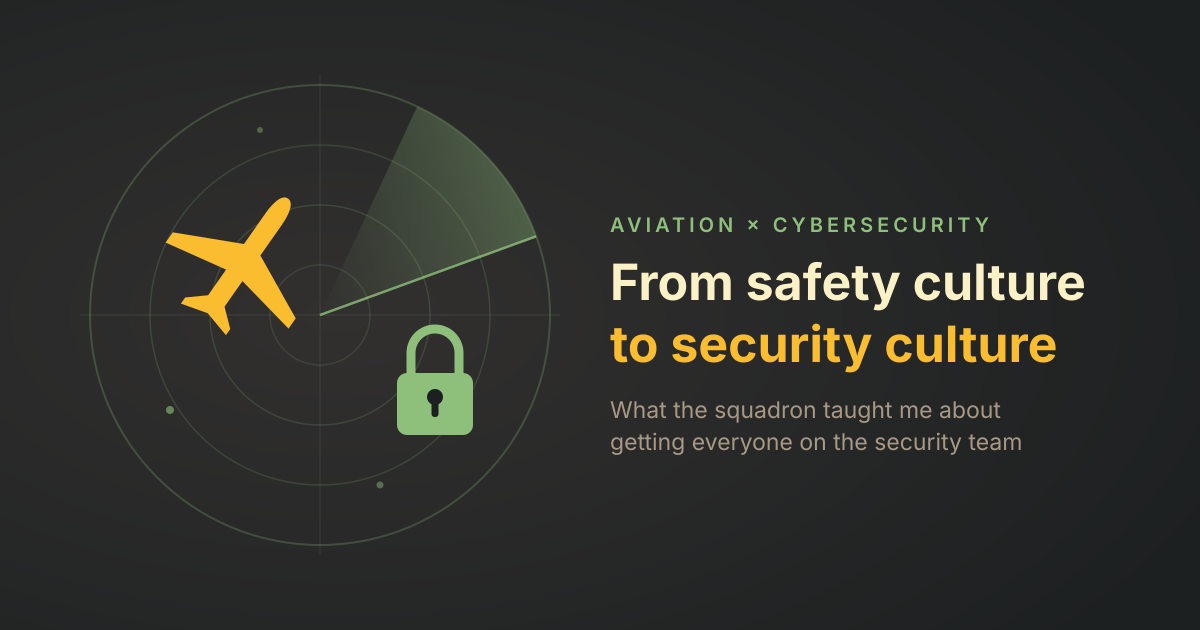 AVIATION × CYBERSECURITY
From safety culture
to security culture
What the squadron taught me about
getting everyone on the security team